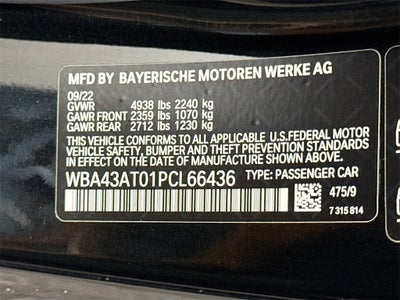 MFD BY BAYERISCHE MOTOREN WERKE AG
09/22
GVWR 4938 lbs 2240 kg
GAWR FRONT 2359 lbs 1070 kg
GAWR REAR 2712 lbs 1230 kg
THIS VEHICLE CONFORMS TO ALL APPLICABLE U.S.FEDERAL MOTOR
VEHICLE SAFETY, BUMPER, AND THEFT PREVENTION STANDARDS IN
EFFECT ON THE DATE OF MANUFACTURE SHOWN ABOVE.
WBA43AT01PCL66436 TYPE: PASSENGER CAR
475/9
7 315 814